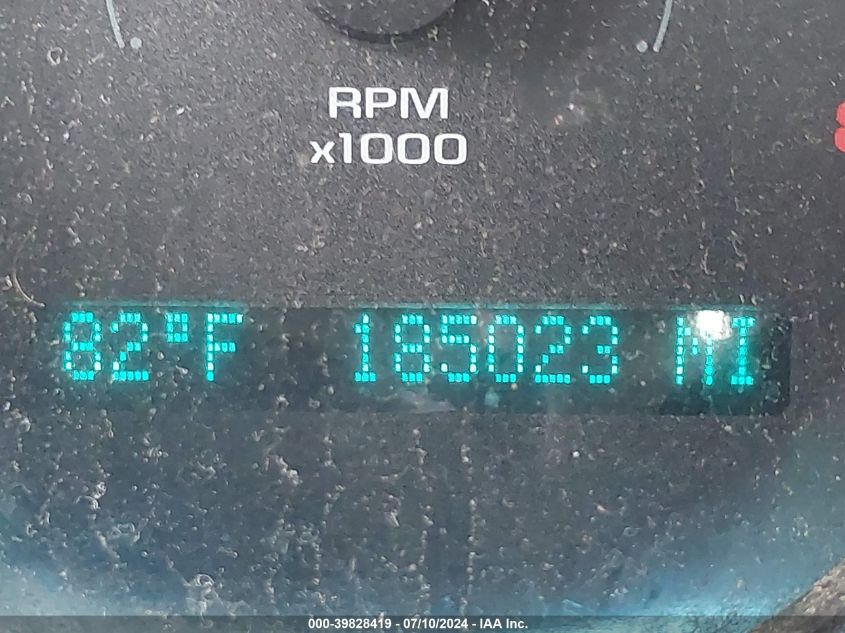 RPM
x1000
82°F 185023 MI
000-39828419 - 07/10/2024 - IAA Inc.